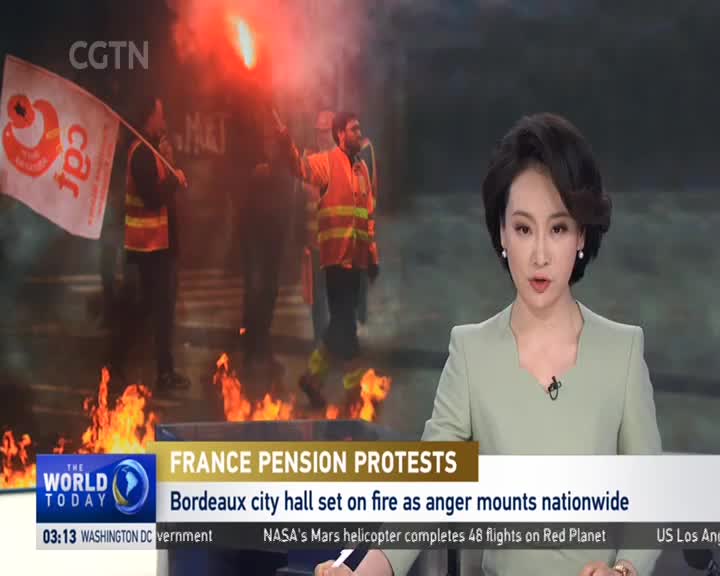 CGTN
cgt
FRANCE PENSION PROTESTS
THE
WORLD
TODAY
Bordeaux city hall set on fire as anger mounts nationwide
03:13 WASHINGTON DC
vernment NASA's Mars helicopter completes 48 flights on Red Planet US Los Ang